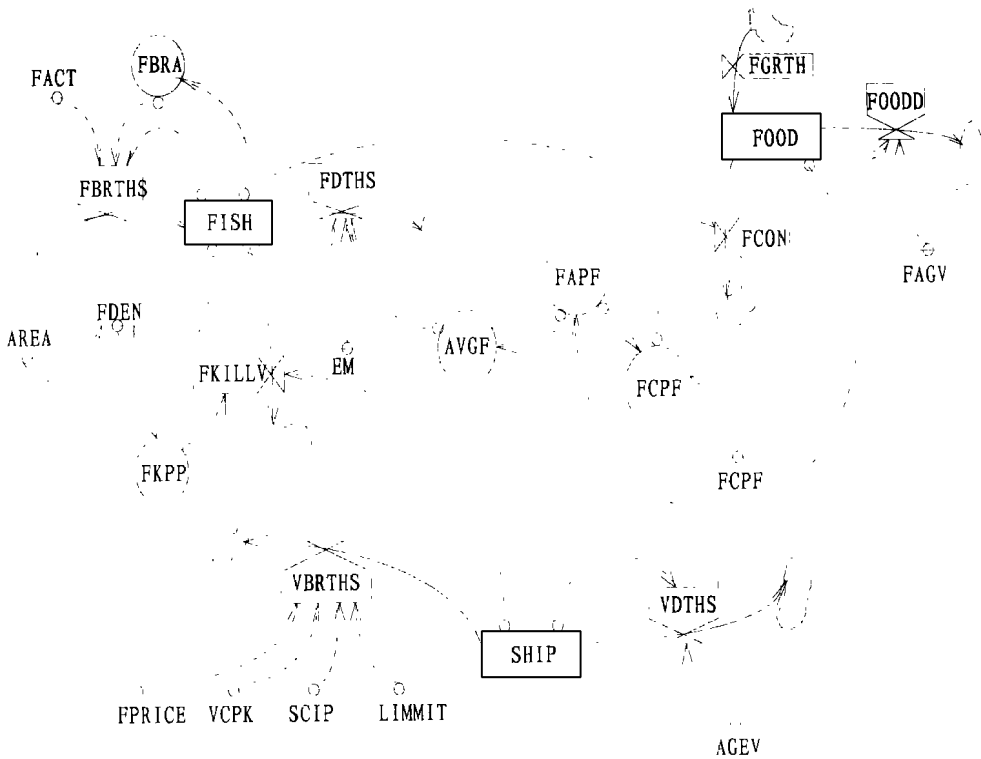 FACT
FBRA
FGRTH
FOODD
FOOD
FBRTH$
FDTHS
FISH
FCON
FAGV
FAPF
FDEN
AREA
FKILLV
EM
AVGF
FCPF
FKPP
FCPF
VBRTHS
VDTHS
SHIP
FPRICE
VCPK
SCIP
LIMMIT
AGEV